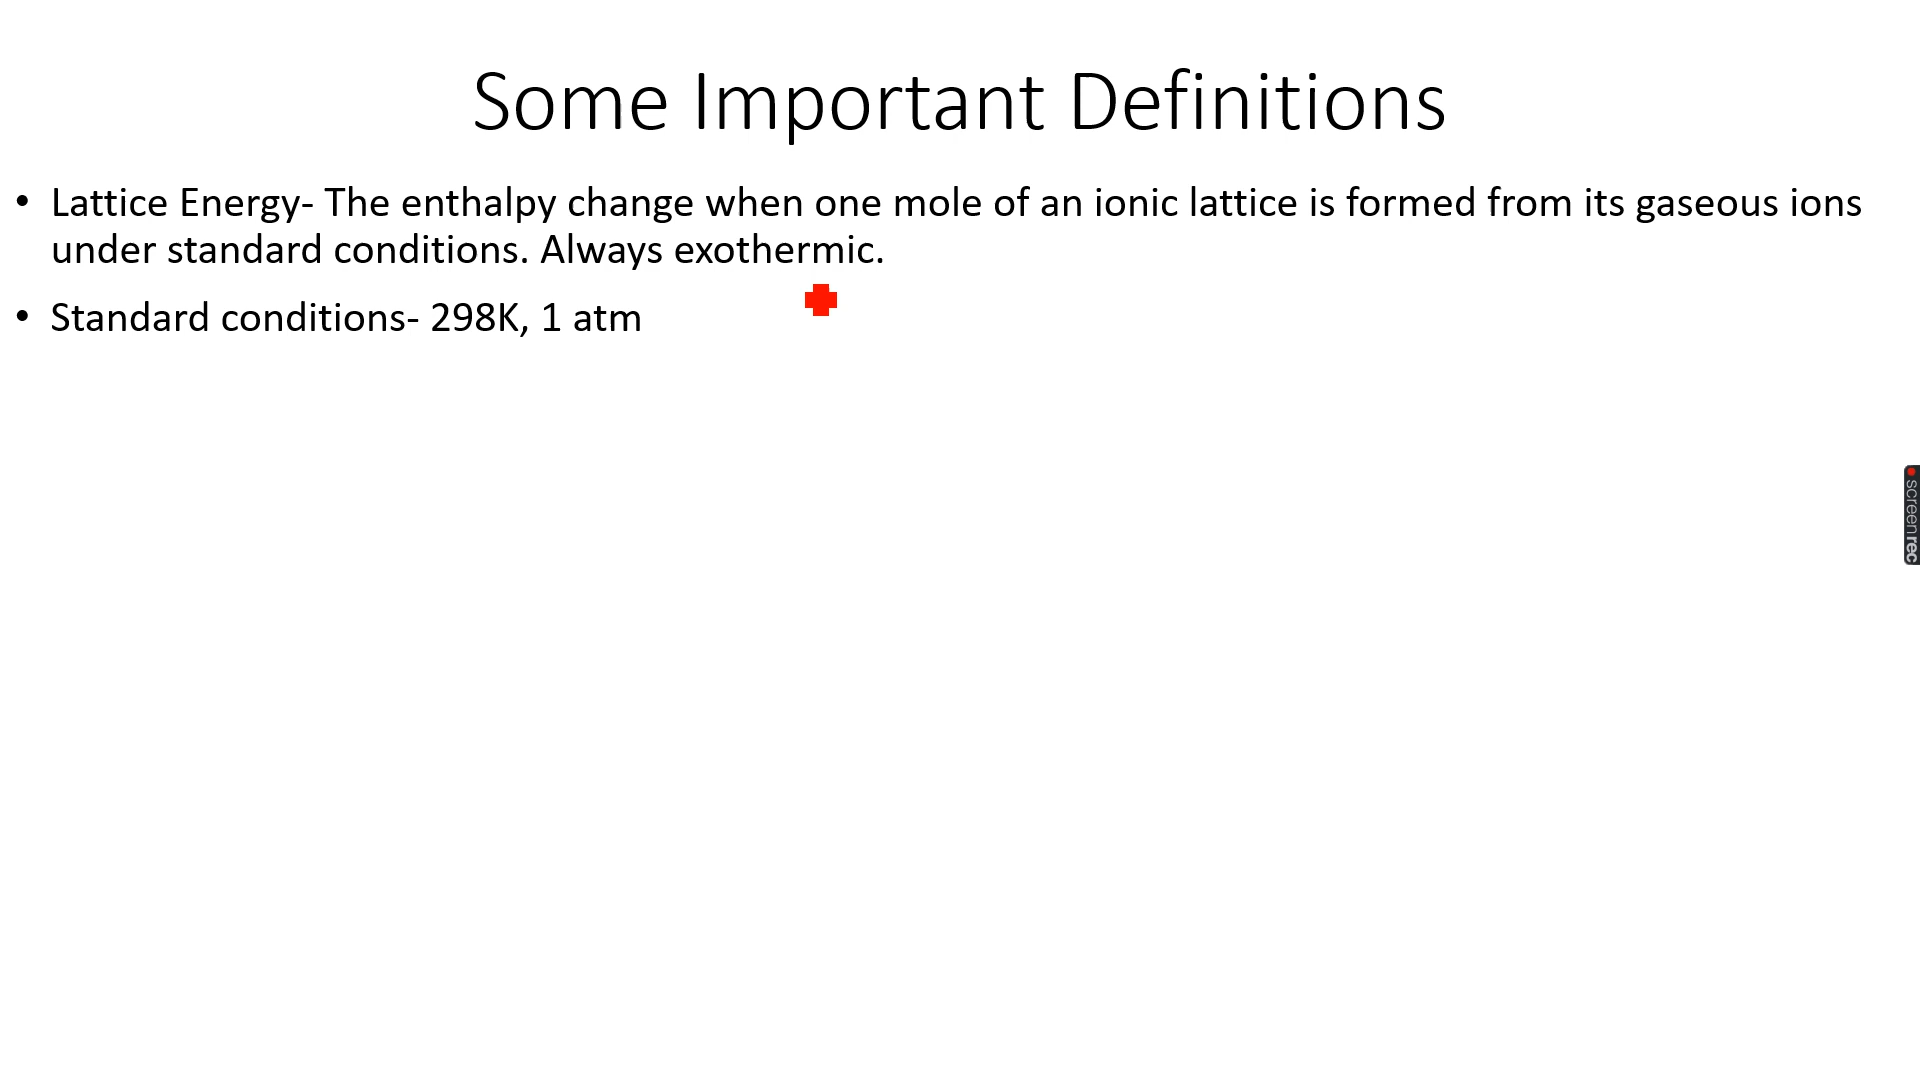 Some Important Definitions
• Lattice Energy- The enthalpy change when one mole of an ionic lattice is formed from its gaseous ions
under standard conditions. Always exothermic.
• Standard conditions- 298K, 1 atm
screenrec